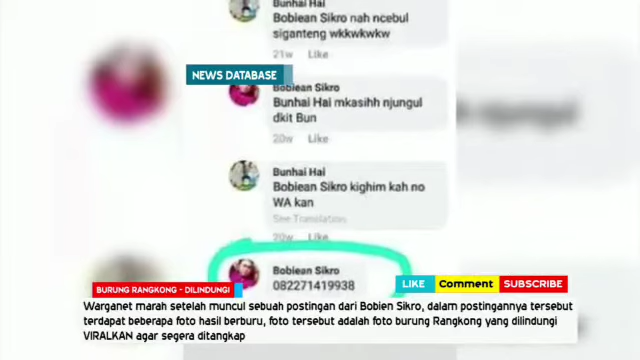 Bunhai Hai
Bobiean Sikro nah ncebul
siganteng wkkwkwkw
21w Like
NEWS DATABASE
Bobiean Sikro
Bunhai Hai mkasihh njungul
dkit Bun
20w Like
njungul
Bunhai Hai
Bobiean Sikro kighim kah no
WA kan
See Translation
20w Like
Bobiean Sikro
082271419938
LIKE Comment SUBSCRIBE
BURUNG RANGKONG - DILINDUNGI
Warganet marah setelah muncul sebuah postingan dari Bobien Sikro, dalam postingannya tersebut
terdapat beberapa foto hasil berburu, foto tersebut adalah foto burung Rangkong yang dilindungi
VIRALKAN agar segera ditangkap